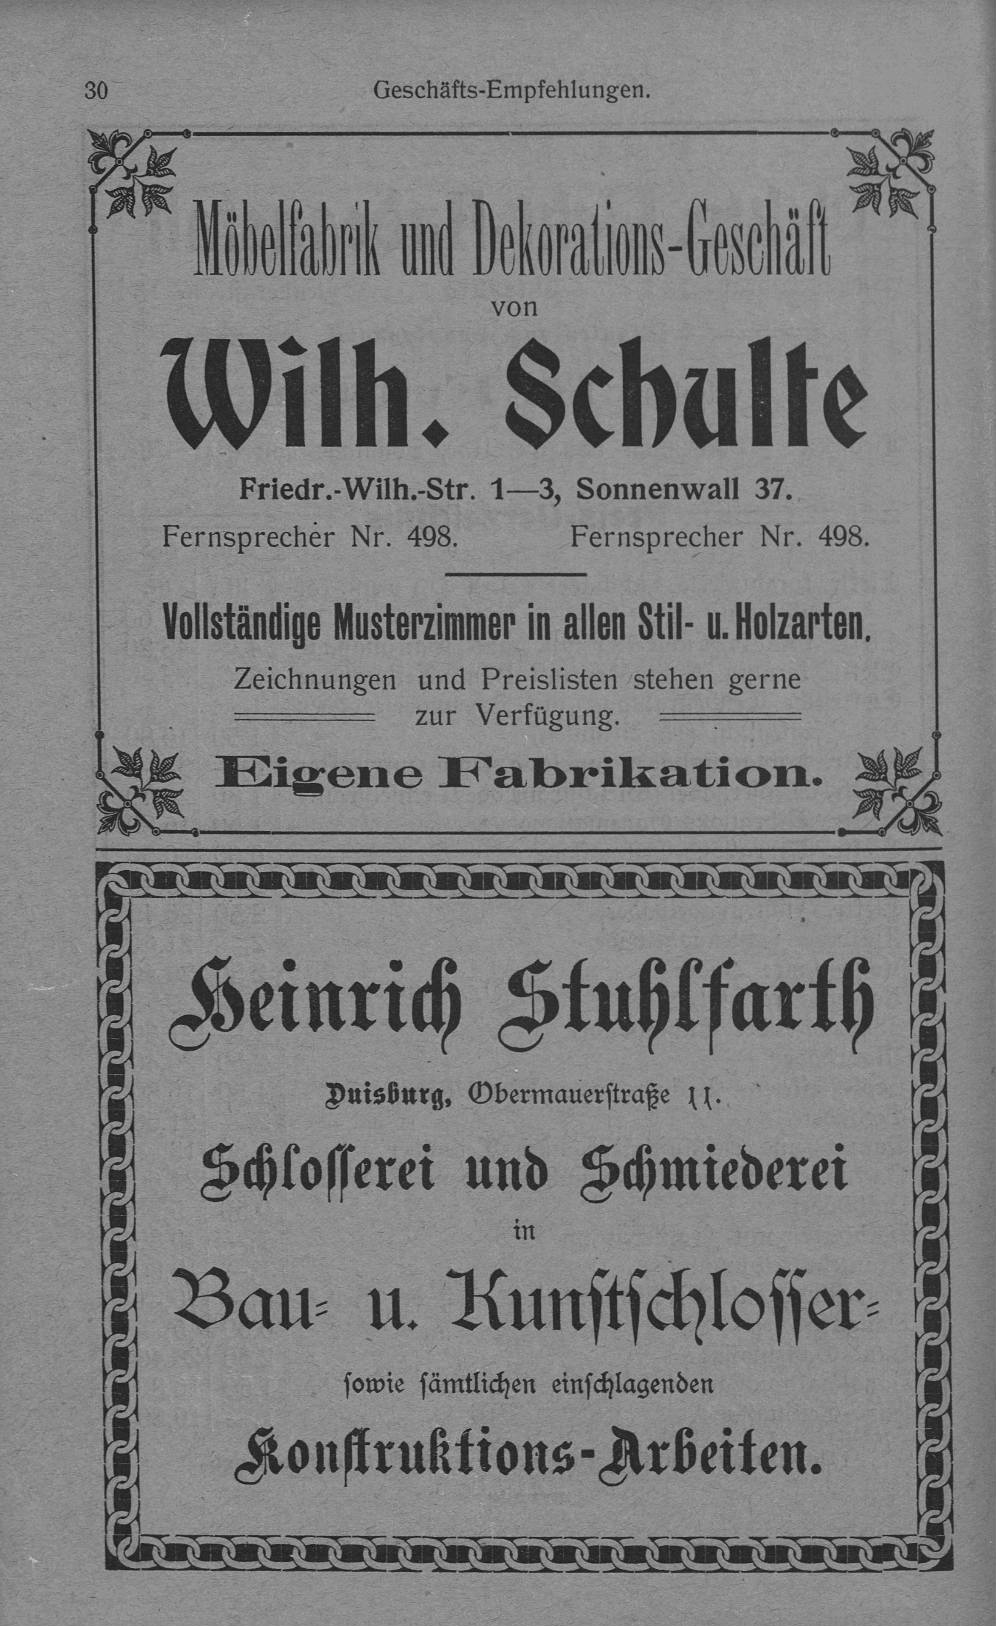 30 Geschäfts-Empfehlungen.
Möbelfabrik und Dekorations-Geschäft
von
Wilh. Schulte
Friedr.-Wilh.-Str. 1—3, Sonnenwall 37.
Fernsprecher Nr. 498. Fernsprecher Nr. 498.
Vollständige Musterzimmer in allen Stil- u. Holzarten.
Zeichnungen und Preislisten stehen gerne
zur Verfügung.
Eigene Fabrikation.
Heinrich Stuhlfarth
Duisburg, Obermauerſtraße 11.
Schloſſerei und Schmiederei
in
Bau- u. Kunſtſchloſſer-
ſowie ſämtlichen einſchlagenden
Konſtruktions-Arbeiten.